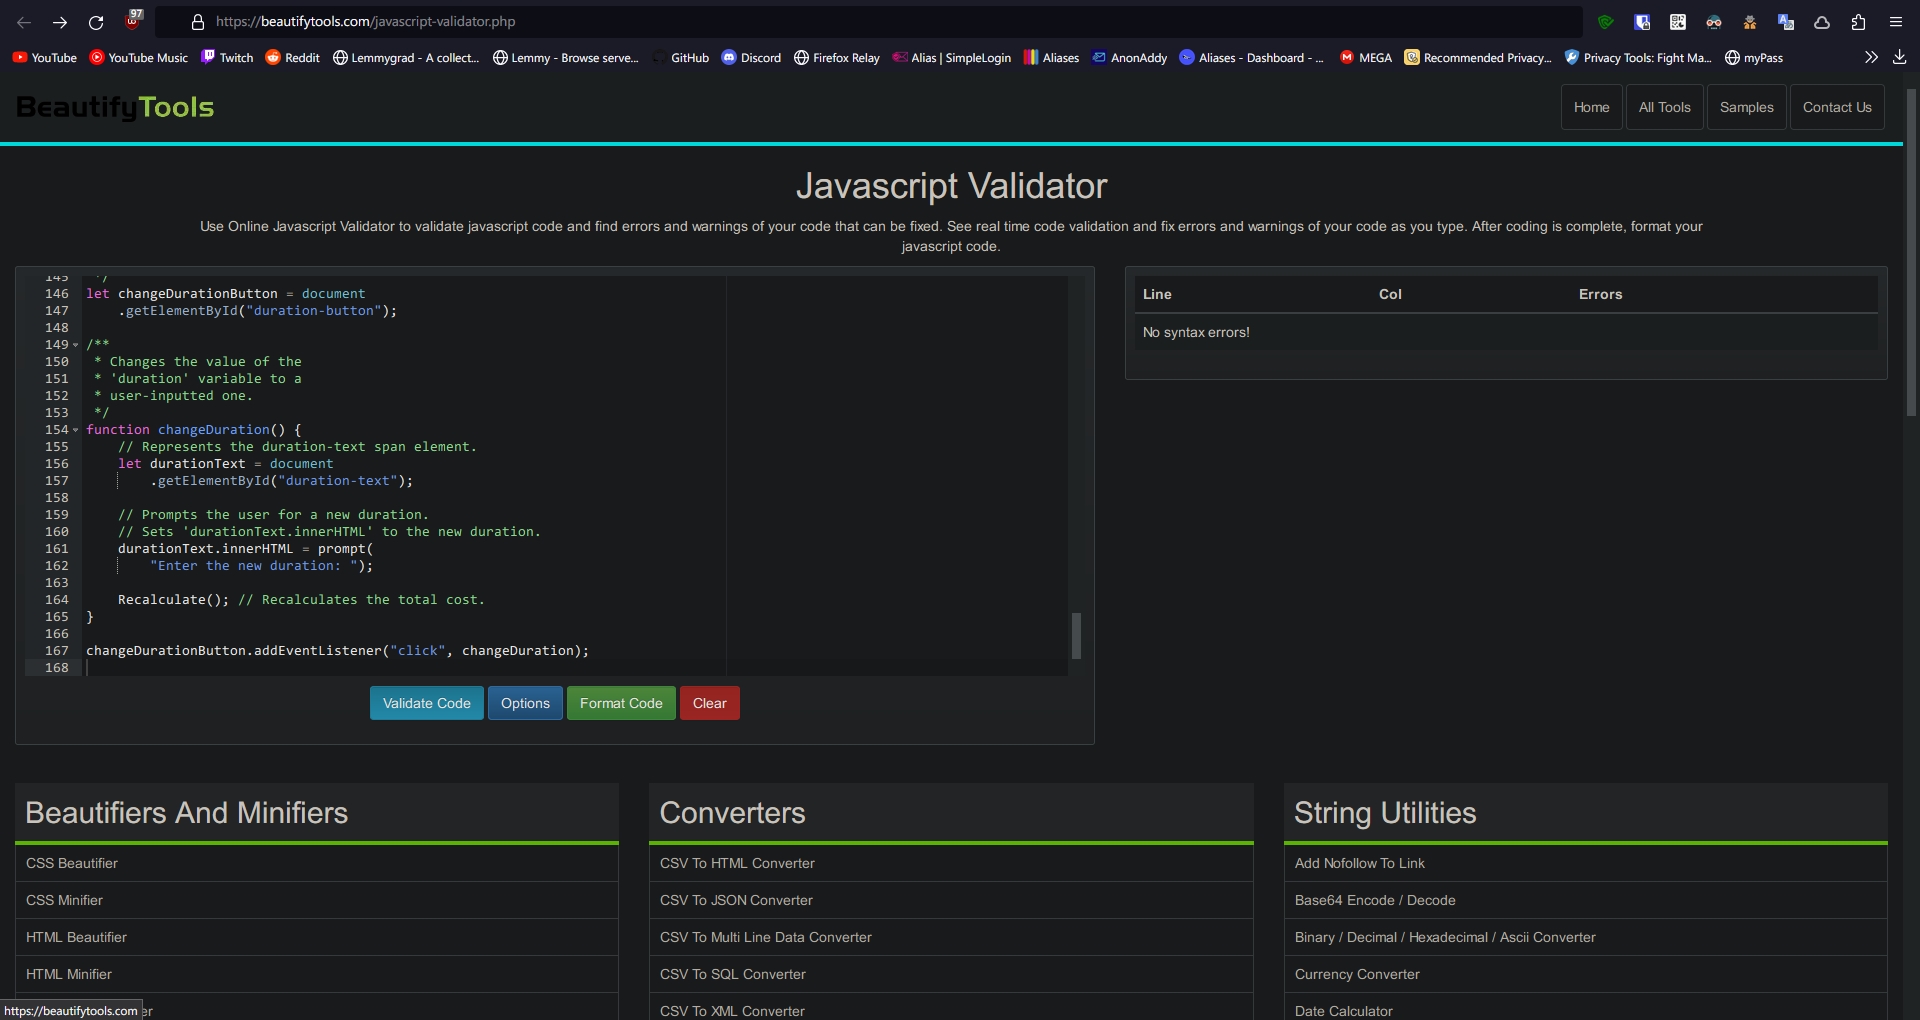 97
https://beautifytools.com/javascript-validator.php
YouTube YouTube Music Twitch Reddit Lemmygrad - A collect... Lemmy - Browse serve... GitHub Discord Firefox Relay Alias | SimpleLogin Aliases AnonAddy Aliases - Dashboard - ... MEGA Recommended Privacy... Privacy Tools: Fight Ma... myPass
BeautifyTools
Home All Tools Samples Contact Us
Javascript Validator
Use Online Javascript Validator to validate javascript code and find errors and warnings of your code that can be fixed. See real time code validation and fix errors and warnings of your code as you type. After coding is complete, format your
javascript code.
145 */
146 let changeDurationButton = document
147 .getElementById("duration-button");
148
149 /**
150 * Changes the value of the
151 * 'duration' variable to a
152 * user-inputted one.
153 */
154 function changeDuration() {
155 // Represents the duration-text span element.
156 let durationText = document
157 .getElementById("duration-text");
158
159 // Prompts the user for a new duration.
160 // Sets 'durationText.innerHTML' to the new duration.
161 durationText.innerHTML = prompt(
162 "Enter the new duration: ");
163
164 Recalculate(); // Recalculates the total cost.
165 }
166
167 changeDurationButton.addEventListener("click", changeDuration);
168
Validate Code Options Format Code Clear
Line Col Errors
No syntax errors!
Beautifiers And Minifiers
CSS Beautifier
CSS Minifier
HTML Beautifier
HTML Minifier
er
Converters
CSV To HTML Converter
CSV To JSON Converter
CSV To Multi Line Data Converter
CSV To SQL Converter
CSV To XML Converter
String Utilities
Add Nofollow To Link
Base64 Encode / Decode
Binary / Decimal / Hexadecimal / Ascii Converter
Currency Converter
Date Calculator
https://beautifytools.com